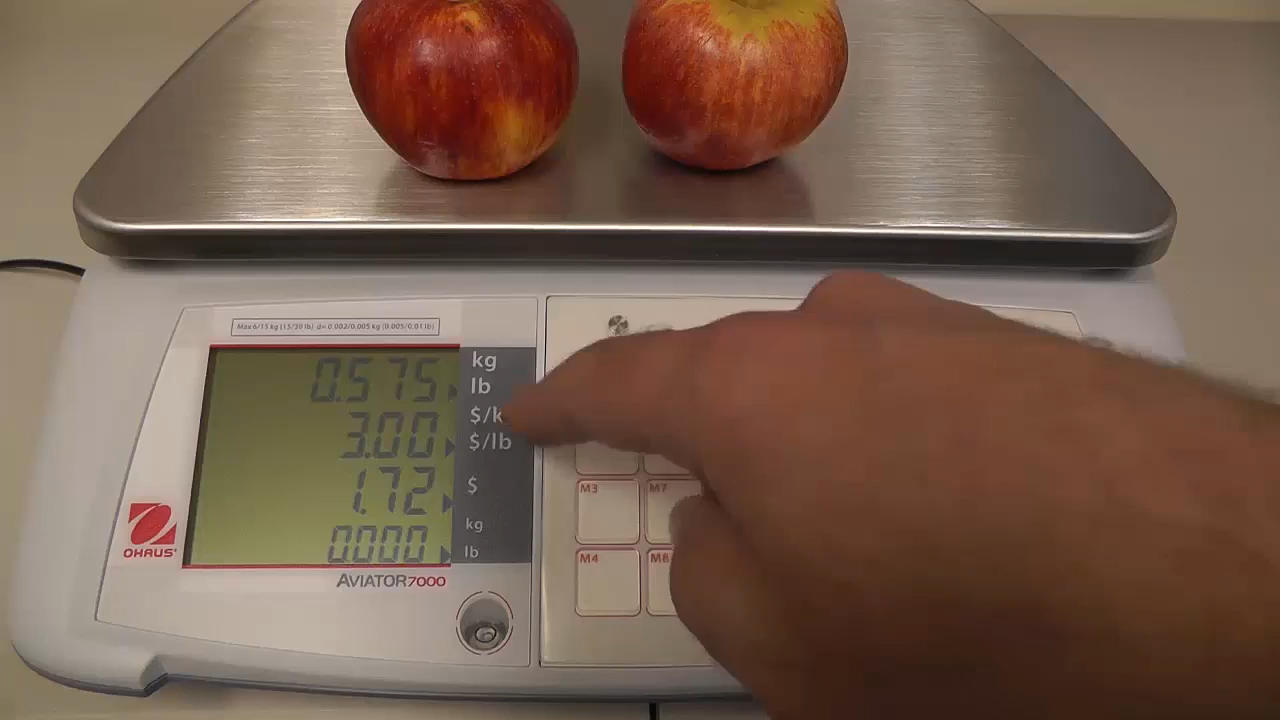 Max 6/15 kg (15/30 lb) d= 0.002/0.005 kg (0.005/0.01 lb)
0.575
kg
lb
3.00
$/k
$/lb
1.72
$
0.000
kg
lb
OHAUS
AVIATOR7000
M3
M7
M4
M8